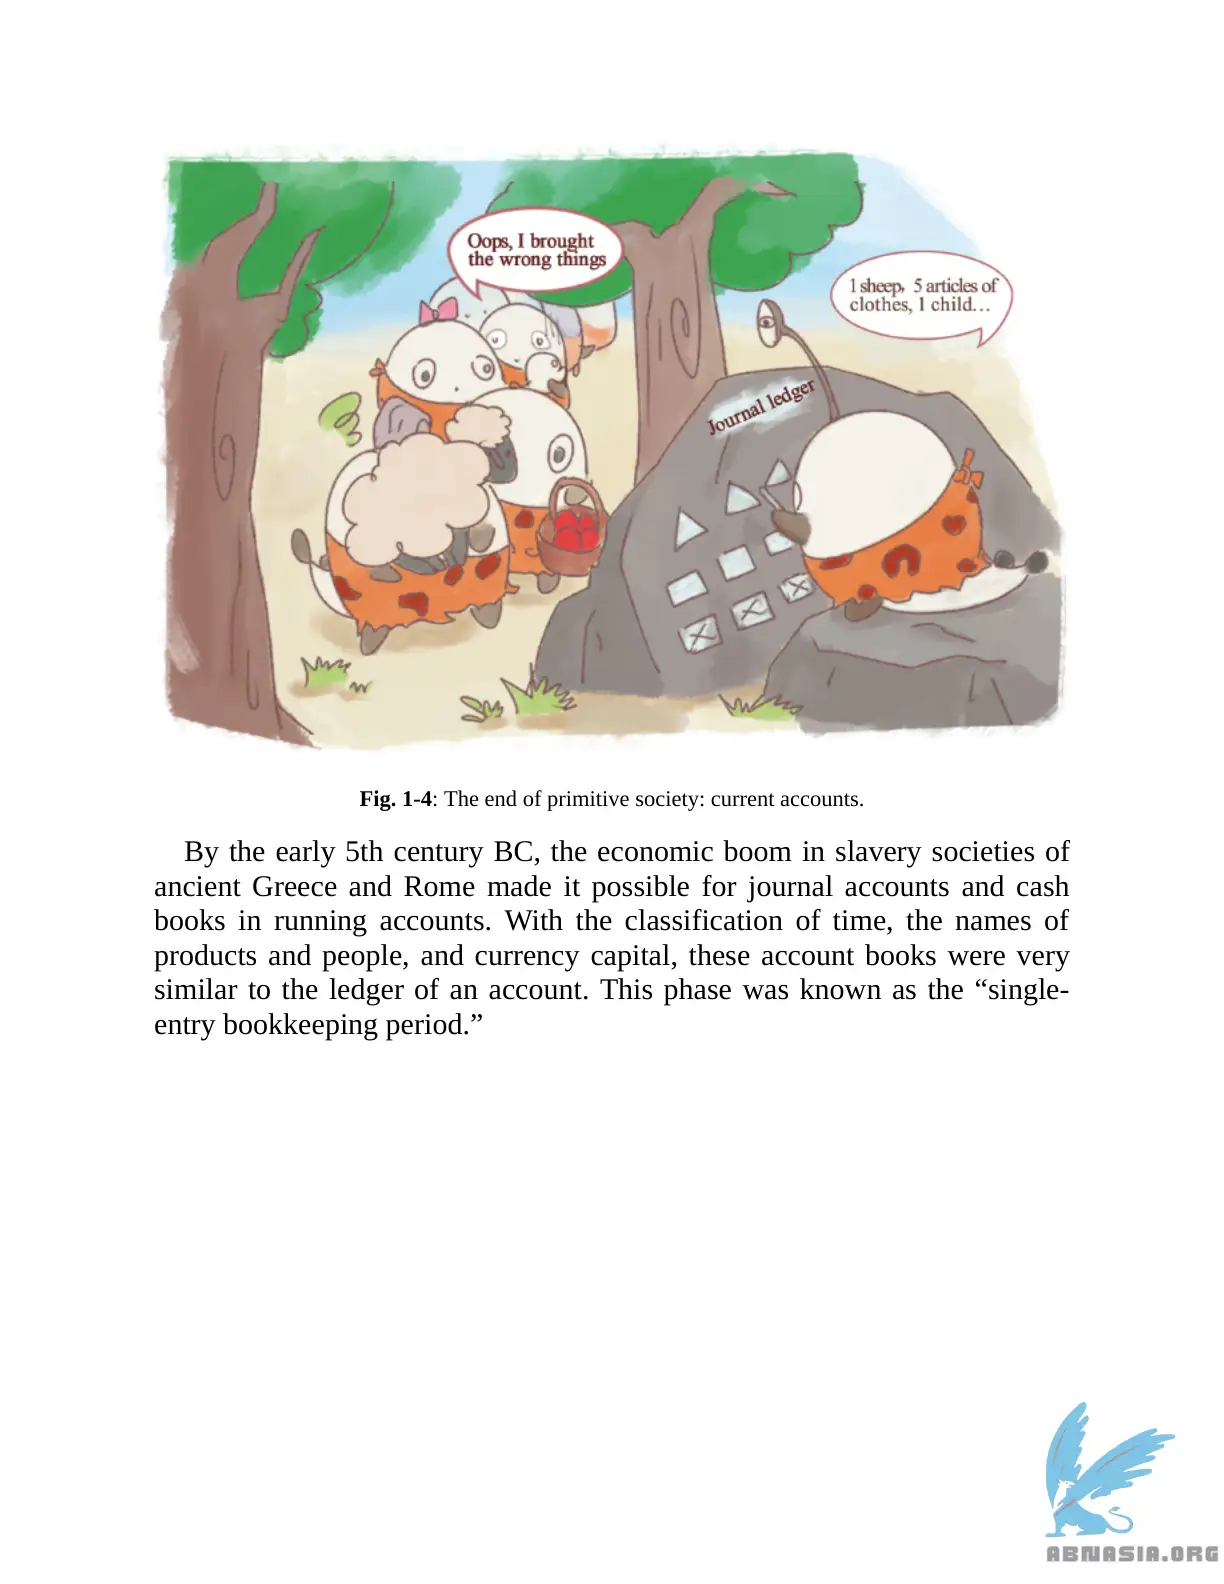 Oops, I brought
the wrong things
1 sheep, 5 articles of
clothes, 1 child...
Journal ledger
Fig. 1-4: The end of primitive society: current accounts.
By the early 5th century BC, the economic boom in slavery societies of
ancient Greece and Rome made it possible for journal accounts and cash
books in running accounts. With the classification of time, the names of
products and people, and currency capital, these account books were very
similar to the ledger of an account. This phase was known as the “single-
entry bookkeeping period.”
ABNASIA.ORG